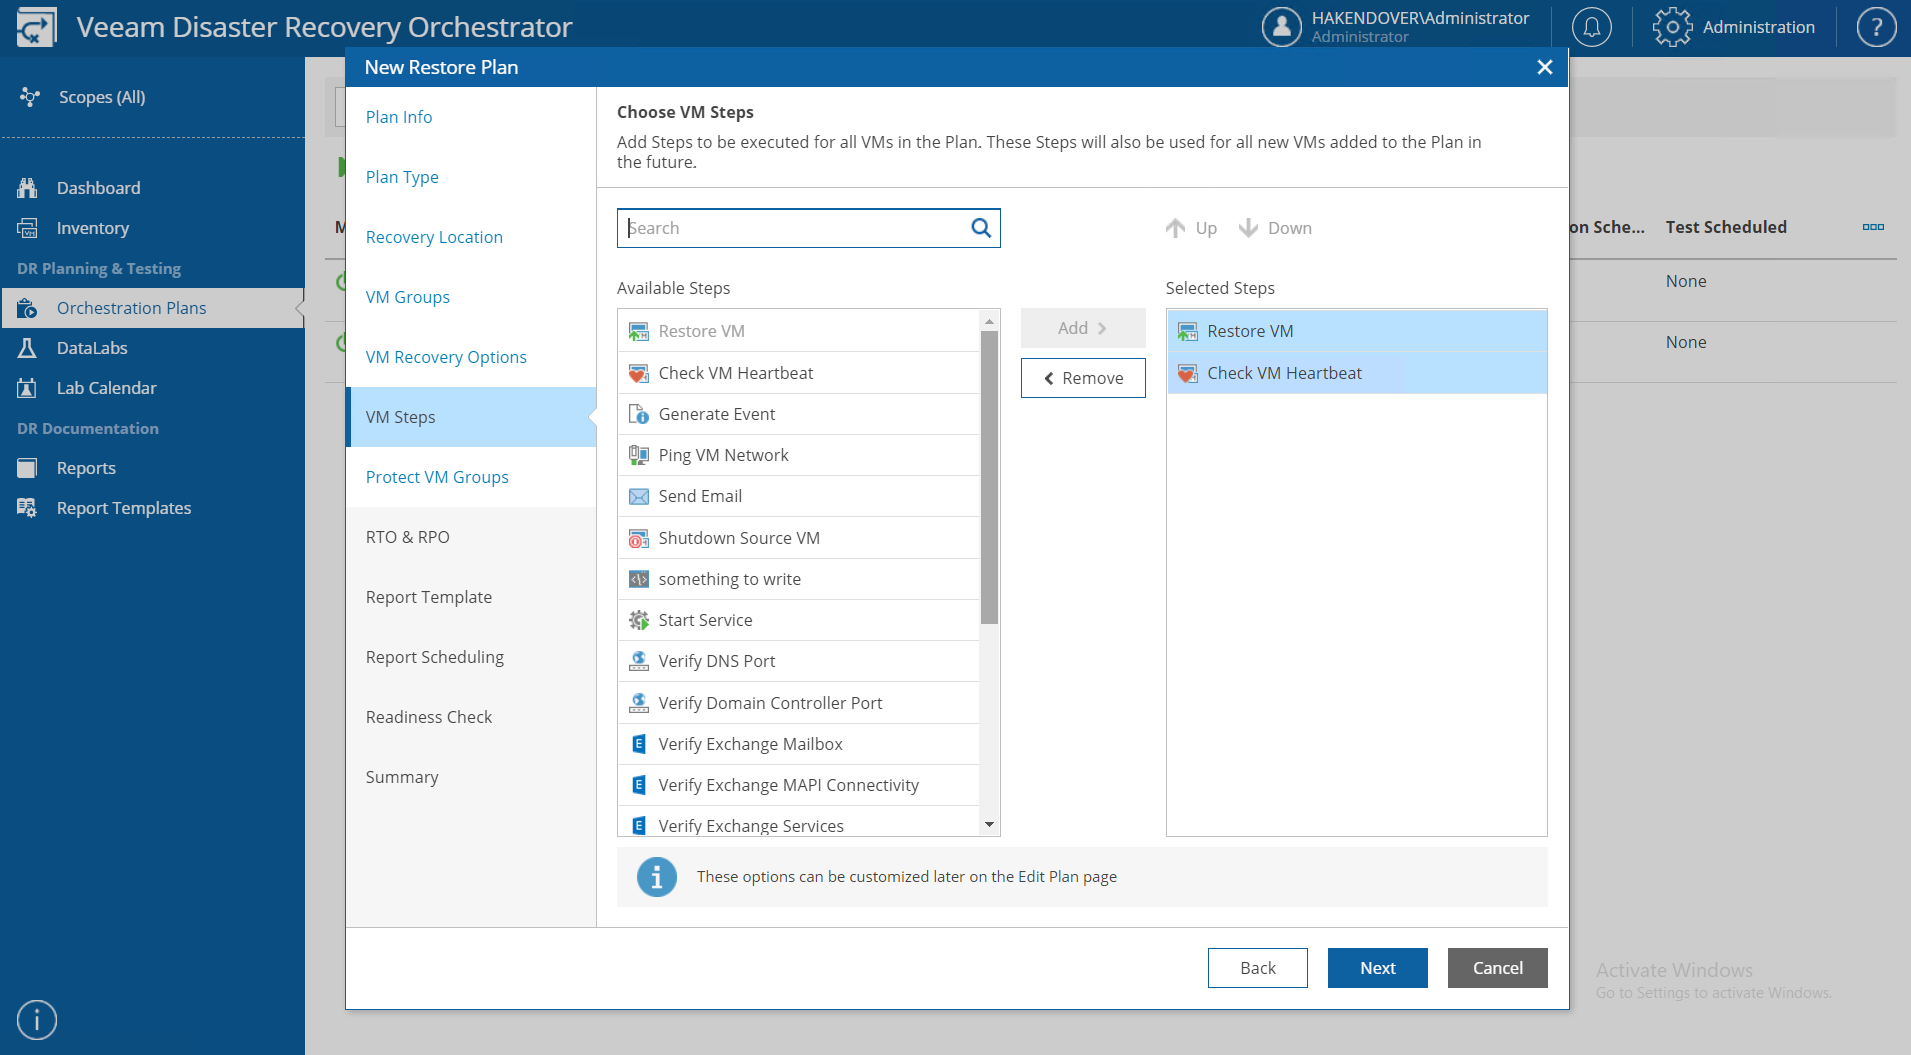 Veeam Disaster Recovery Orchestrator
HAKENDOVER\Administrator
Administrator
Administration
?
Scopes (All)
Dashboard
Inventory
DR Planning & Testing
Orchestration Plans
DataLabs
Lab Calendar
DR Documentation
Reports
Report Templates
i
New Restore Plan
Plan Info
Plan Type
Recovery Location
VM Groups
VM Recovery Options
VM Steps
Protect VM Groups
RTO & RPO
Report Template
Report Scheduling
Readiness Check
Summary
Choose VM Steps
Add Steps to be executed for all VMs in the Plan. These Steps will also be used for all new VMs added to the Plan in
the future.
Search
Up
Down
Available Steps
Restore VM
Check VM Heartbeat
Generate Event
Ping VM Network
Send Email
Shutdown Source VM
something to write
Start Service
Verify DNS Port
Verify Domain Controller Port
Verify Exchange Mailbox
Verify Exchange MAPI Connectivity
Verify Exchange Services
Add
Remove
Selected Steps
Restore VM
Check VM Heartbeat
i These options can be customized later on the Edit Plan page
Back
Next
Cancel
on Sche...
Test Scheduled
None
None
Activate Windows
Go to Settings to activate Windows.